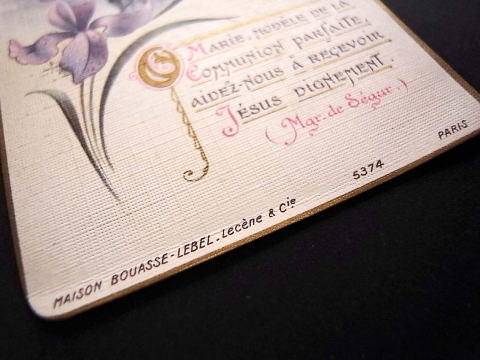 O Marie, modèle de la
Communion parfaite,
aidez-nous à recevoir
Jésus dignement.
(Mgr. de Ségur.)
PARIS
5374
MAISON BOUASSE-LEBEL. Lecène & Cie